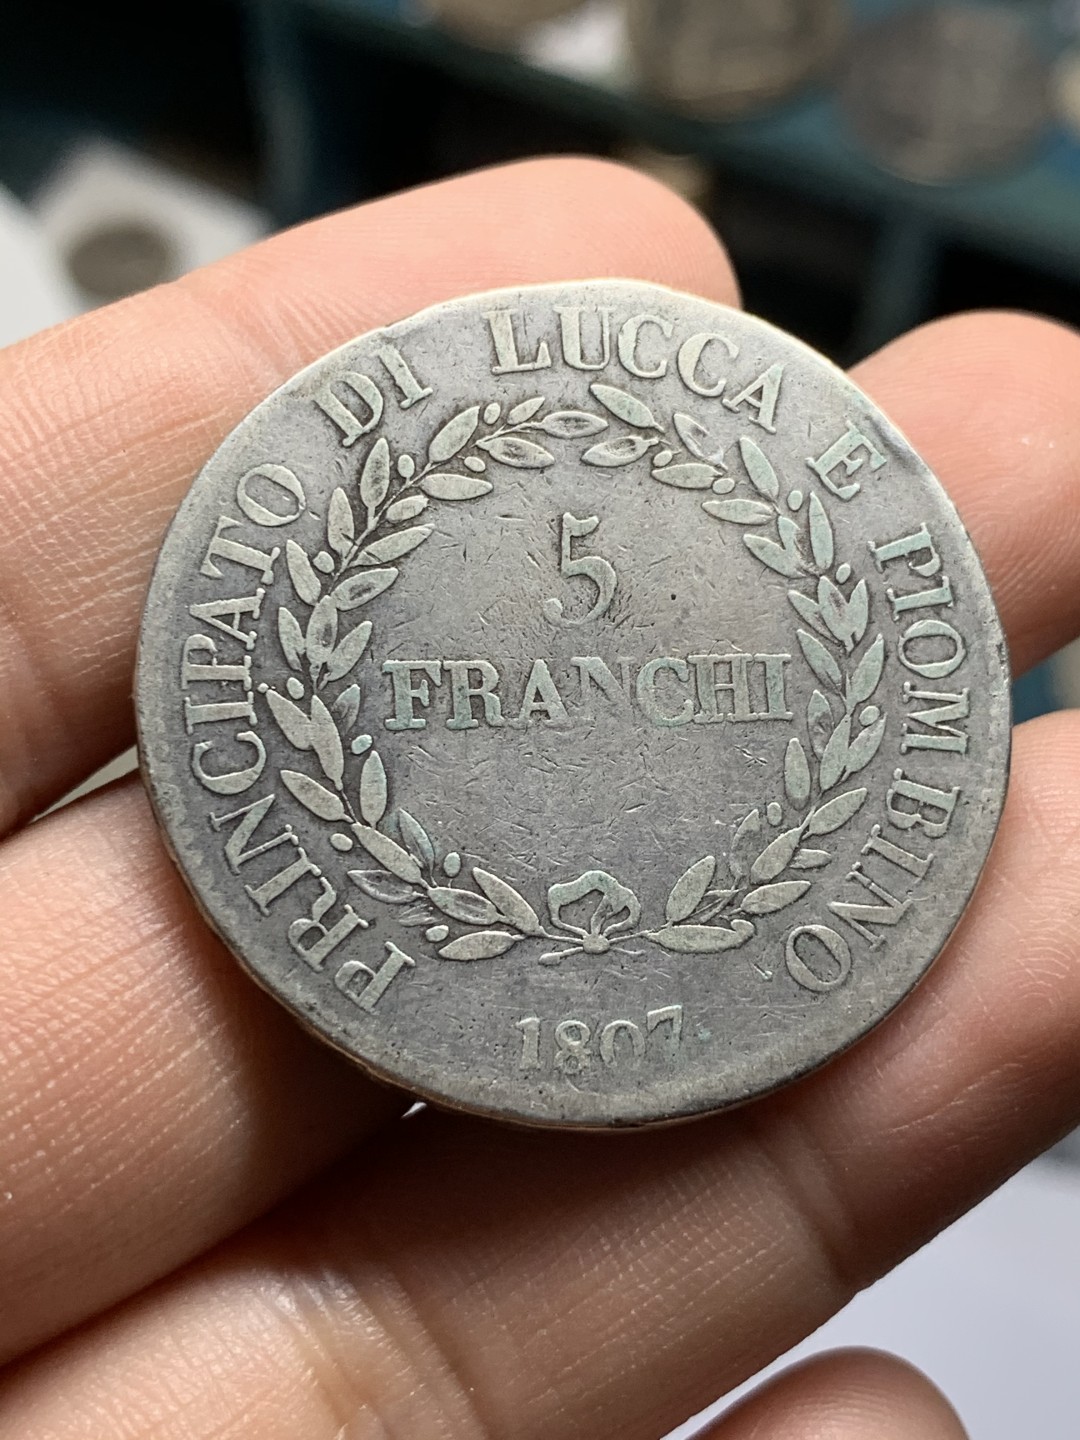 PRINCIPATO DI LUCCA E PIOMBINO
5
FRANCHI
1807